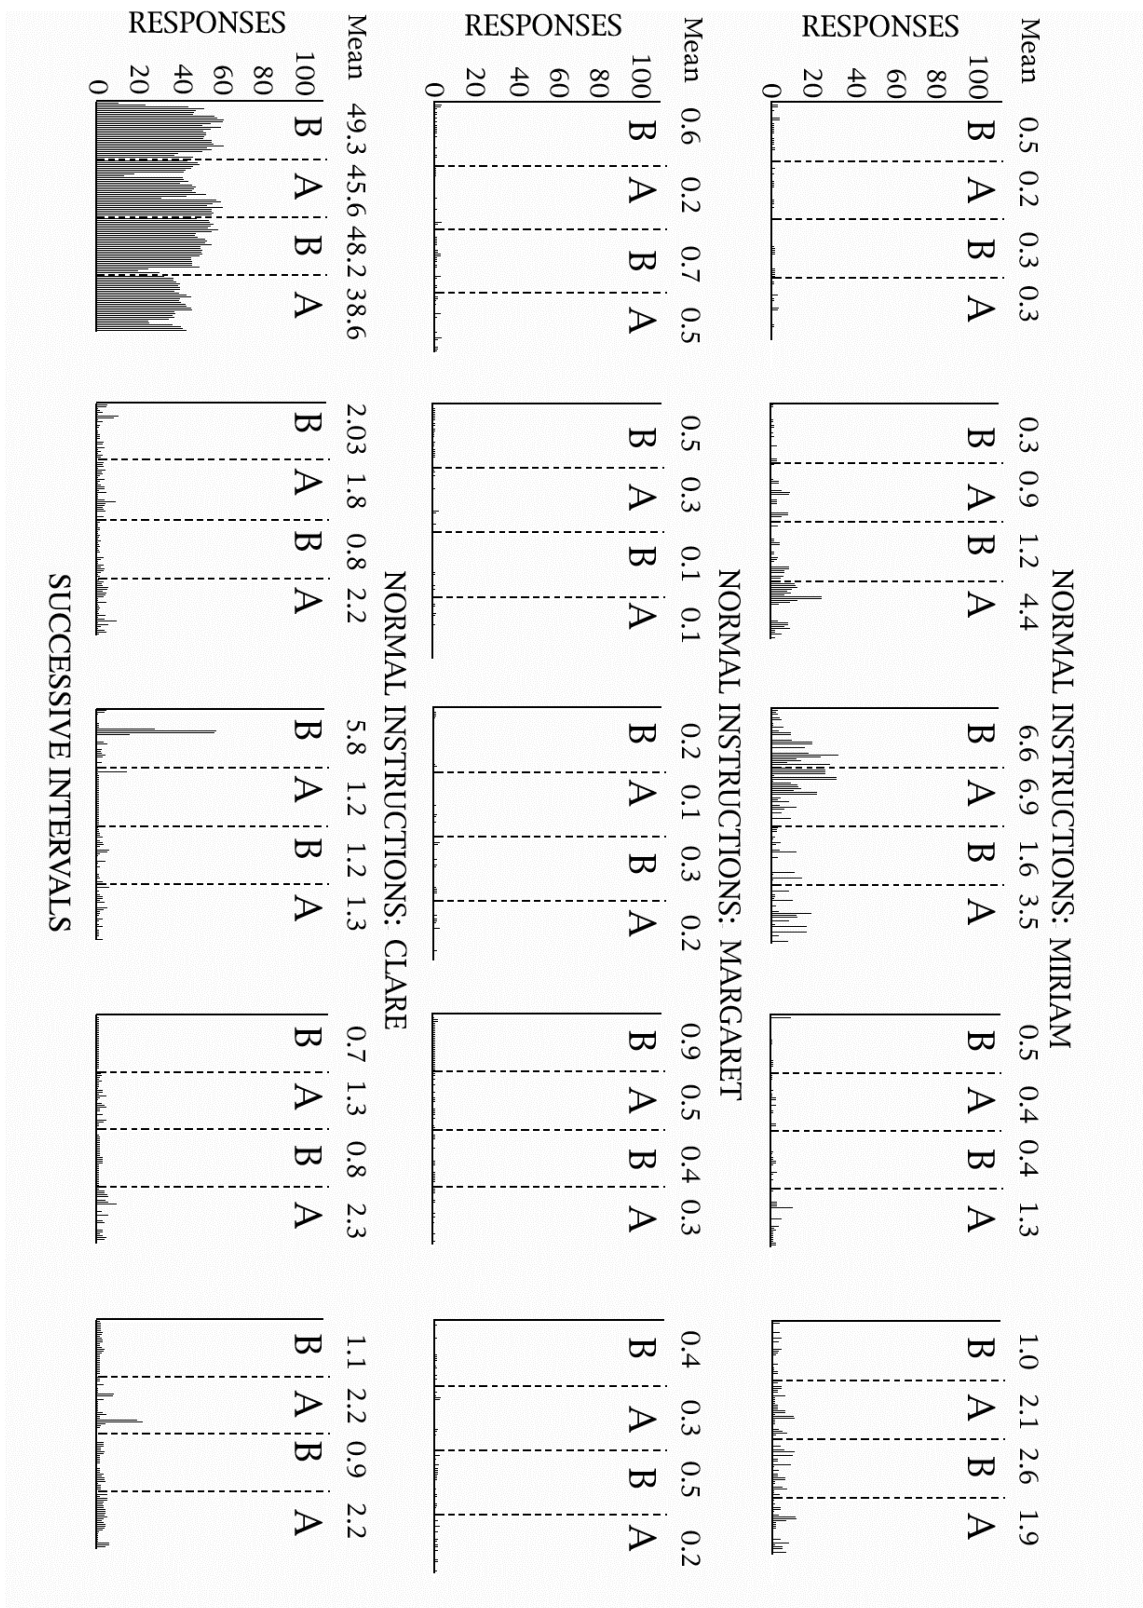 NORMAL INSTRUCTIONS: MIRIAM
Mean 0.5 0.2 0.3 0.3 0.3 0.9 1.2 4.4 6.6 6.9 1.6 3.5 0.5 0.4 0.4 1.3 1.0 2.1 2.6 1.9
100 B A B A B A B A B A B A B A B A B A B A
80
60
40
20
0
RESPONSES
NORMAL INSTRUCTIONS: MARGARET
Mean 0.6 0.2 0.7 0.5 0.5 0.3 0.1 0.1 0.2 0.1 0.3 0.2 0.9 0.5 0.4 0.3 0.4 0.3 0.5 0.2
100 B A B A B A B A B A B A B A B A B A B A
80
60
40
20
0
RESPONSES
NORMAL INSTRUCTIONS: CLARE
Mean 49.3 45.6 48.2 38.6 2.03 1.8 0.8 2.2 5.8 1.2 1.2 1.3 0.7 1.3 0.8 2.3 1.1 2.2 0.9 2.2
100 B A B A B A B A B A B A B A B A B A B A
80
60
40
20
0
RESPONSES
SUCCESSIVE INTERVALS